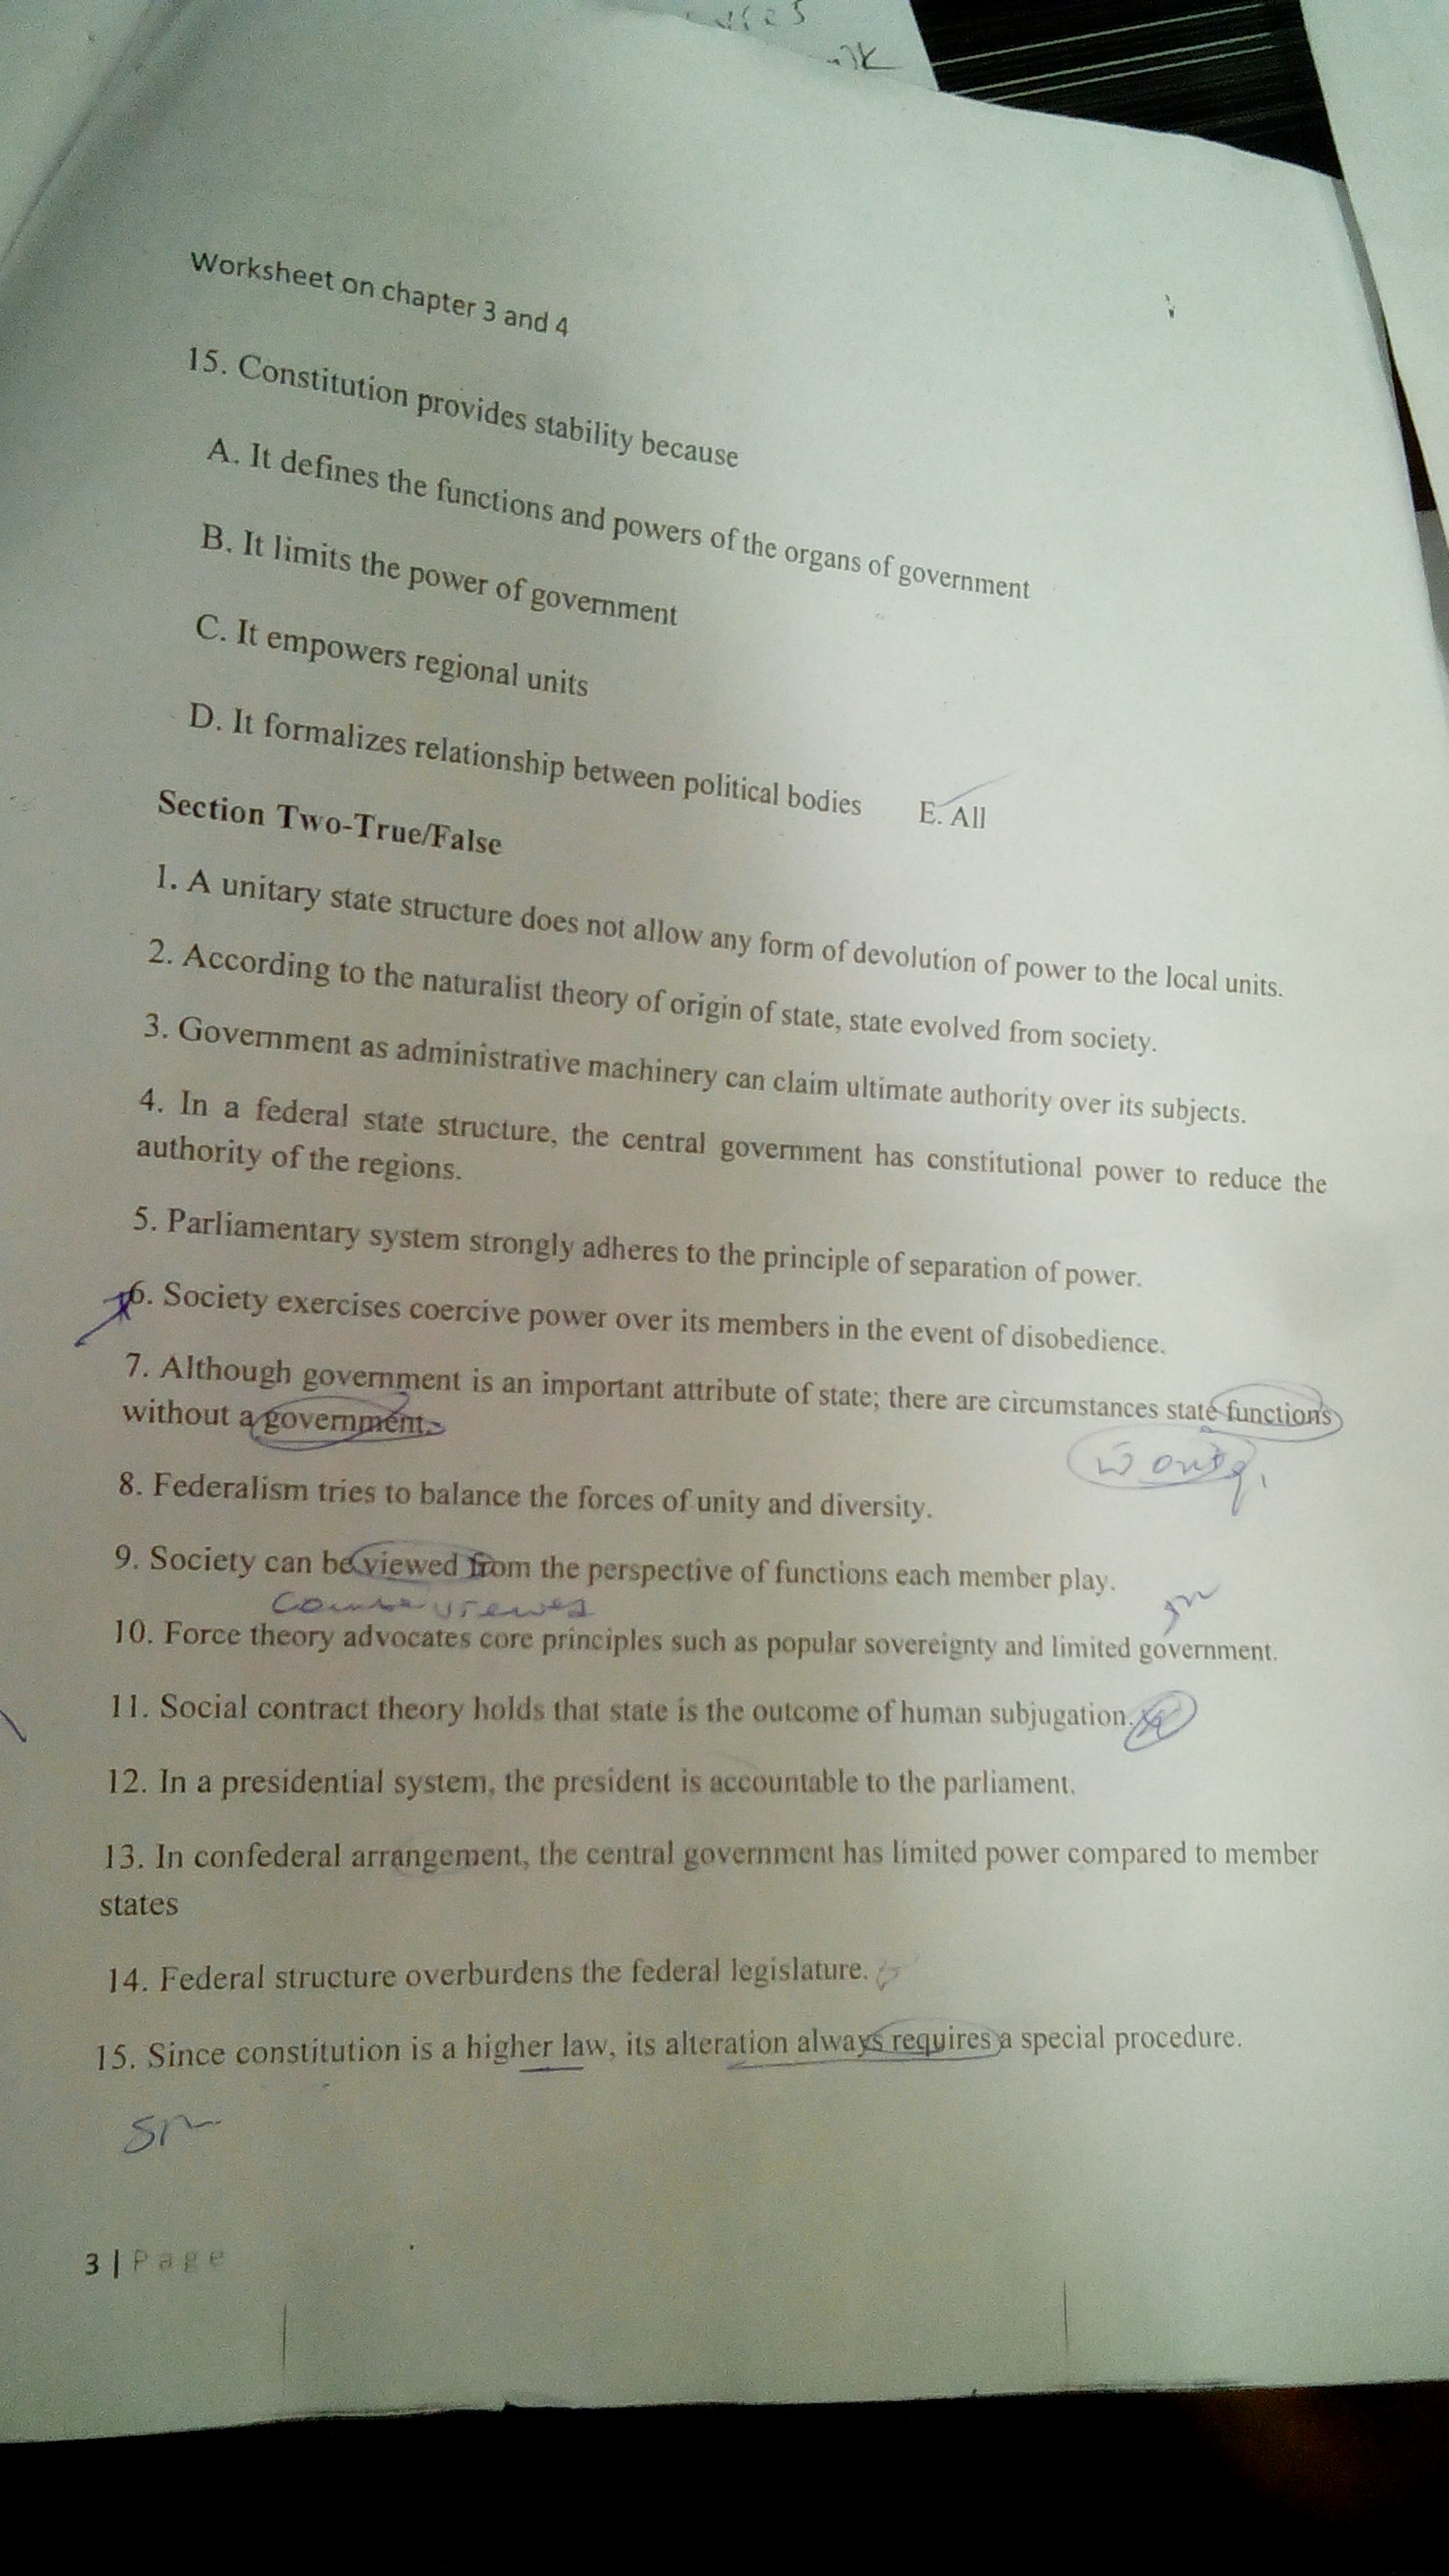 Worksheet on chapter 3 and 4
15. Constitution provides stability because
A. It defines the functions and powers of the organs of government
B. It limits the power of government
C. It empowers regional units
D. It formalizes relationship between political bodies E. All
Section Two-True/False
1. A unitary state structure does not allow any form of devolution of power to the local units.
2. According to the naturalist theory of origin of state, state evolved from society.
3. Government as administrative machinery can claim ultimate authority over its subjects.
4. In a federal state structure, the central government has constitutional power to reduce the
authority of the regions.
5. Parliamentary system strongly adheres to the principle of separation of power.
6. Society exercises coercive power over its members in the event of disobedience.
7. Although government is an important attribute of state; there are circumstances state functions
without a government.
8. Federalism tries to balance the forces of unity and diversity.
9. Society can be viewed from the perspective of functions each member play.
10. Force theory advocates core principles such as popular sovereignty and limited government.
11. Social contract theory holds that state is the outcome of human subjugation.
12. In a presidential system, the president is accountable to the parliament.
13. In confederal arrangement, the central government has limited power compared to member
states
14. Federal structure overburdens the federal legislature.
15. Since constitution is a higher law, its alteration always requires a special procedure.
3 | Page